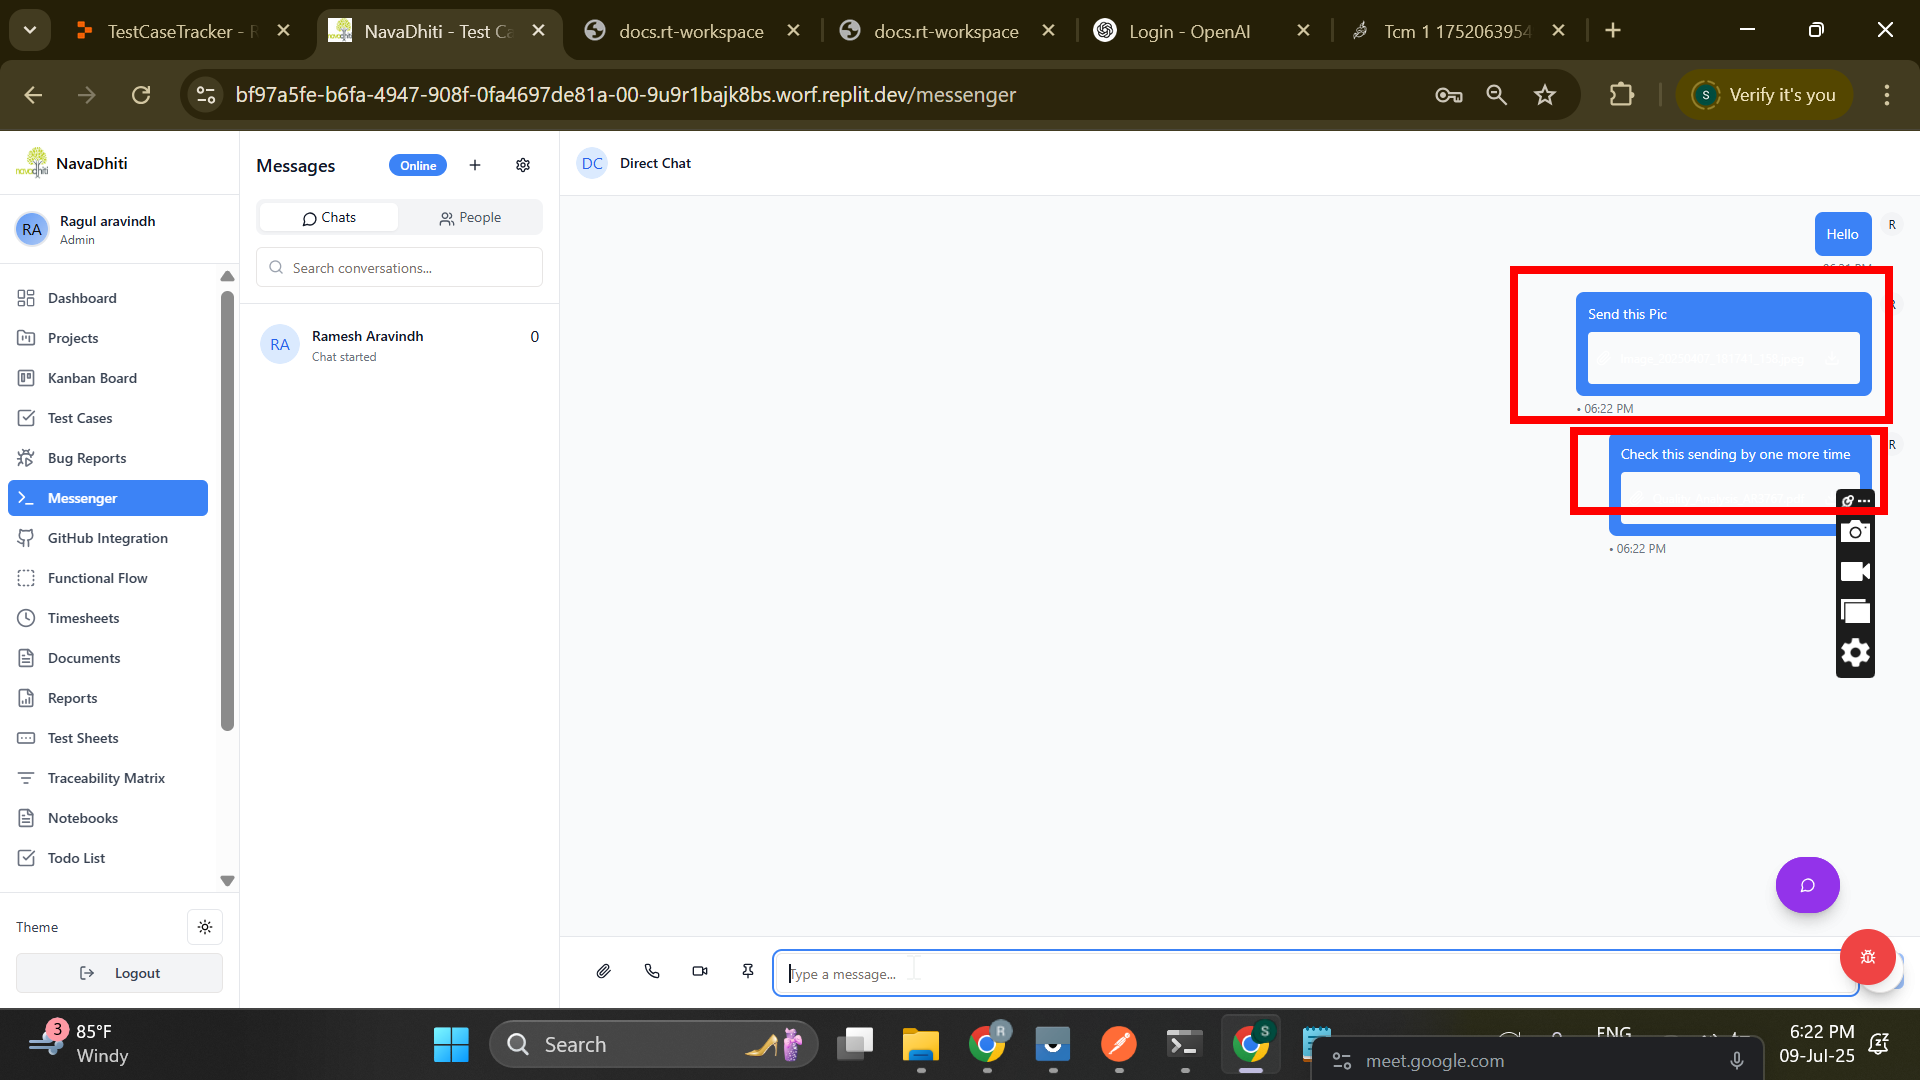 TestCaseTracker - R
NavaDhiti - Test Ca
docs.rt-workspace
docs.rt-workspace
Login - OpenAI
Tcm 1 1752063954
bf97a5fe-b6fa-4947-908f-0fa4697de81a-00-9u9r1bajk8bs.worf.replit.dev/messenger
S
Verify it's you
navadhiti
NavaDhiti
RA
Ragul aravindh
Admin
Dashboard
Projects
Kanban Board
Test Cases
Bug Reports
Messenger
GitHub Integration
Functional Flow
Timesheets
Documents
Reports
Test Sheets
Traceability Matrix
Notebooks
Todo List
Theme
Logout
Messages
Online
Chats
People
Search conversations...
RA
Ramesh Aravindh
0
Chat started
DC
Direct Chat
Hello
R
R
Send this Pic
• 06:22 PM
R
Check this sending by one more time
• 06:22 PM
Type a message...
3
85°F
Windy
Search
R
S
ENG
meet.google.com
6:22 PM
09-Jul-25